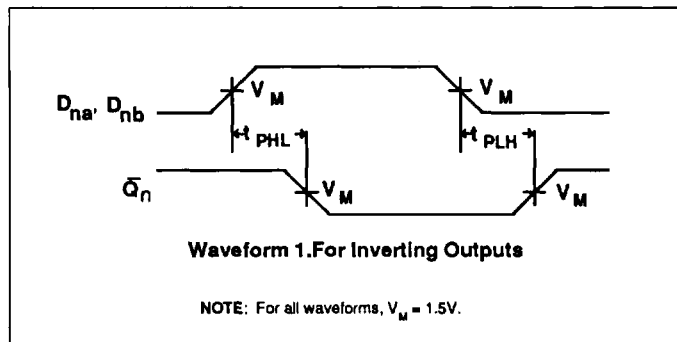 Dna, Dnb
VM
VM
tPHL
tPLH
Q̅n
VM
VM
Waveform 1.For Inverting Outputs
NOTE: For all waveforms, VM = 1.5V.